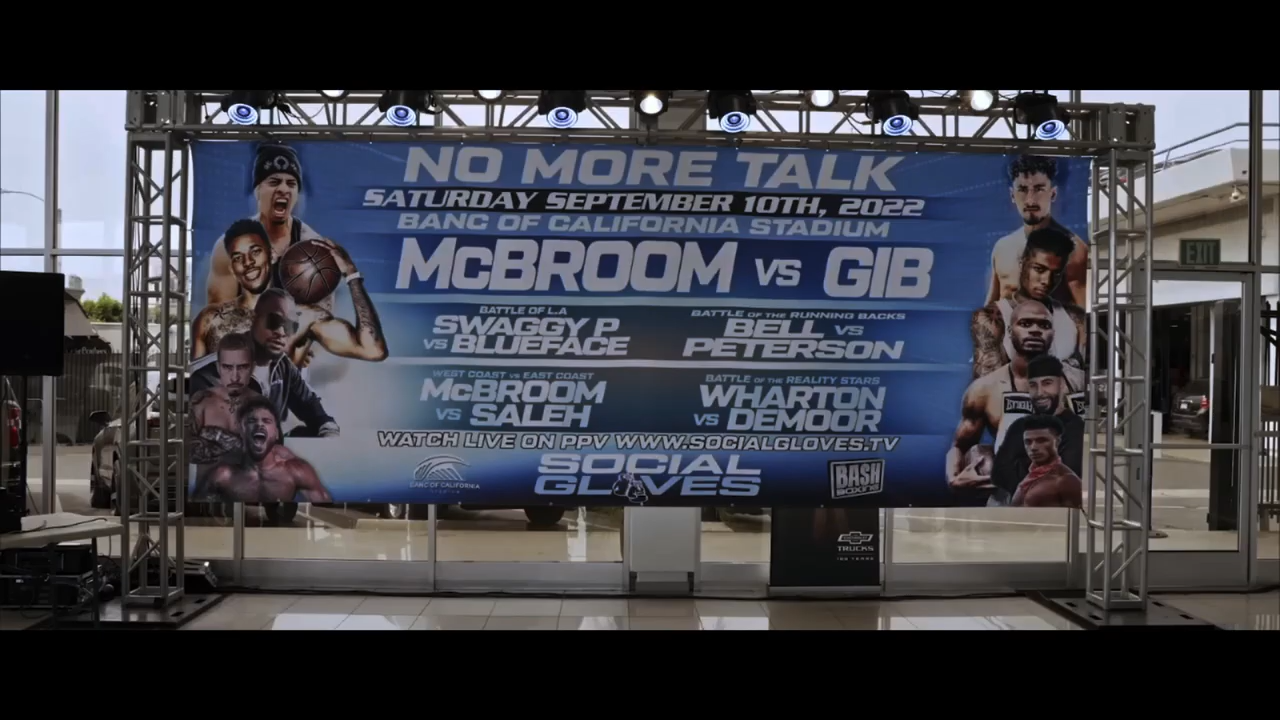 NO MORE TALK
SATURDAY SEPTEMBER 10TH, 2022
BANC OF CALIFORNIA STADIUM
McBROOM VS GIB
BATTLE OF L.A
SWAGGY P
VS BLUEFACE
BATTLE OF THE RUNNING BACKS
BELL VS
PETERSON
WEST COAST VS EAST COAST
McBROOM
VS SALEH
BATTLE OF THE REALITY STARS
WHARTON
VS DEMOOR
WATCH LIVE ON PPV WWW.SOCIALGLOVES.TV
BANC OF CALIFORNIA
STADIUM
SOCIAL
GLOVES
BASH
BOXING
EXIT
TRUCKS